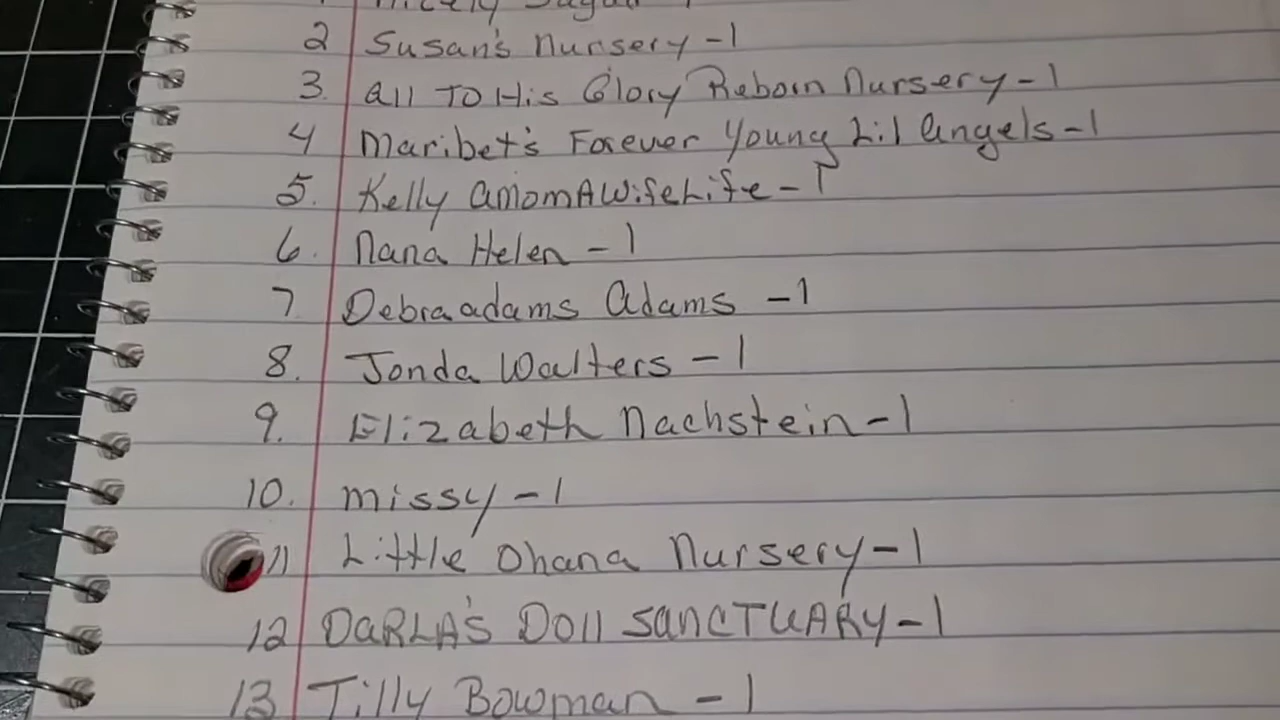 2 Susan's nursery -1
3. all To His Glory Reborn nursery -1
4 maribet's Forever Young Lil angels -1
5. Kelly amomAWifeLife - 1
6. nana Helen - 1
7 Debraadams adams - 1
8. Jonda Walters - 1
9. Elizabeth nachstein - 1
10. missy - 1
11 Little Ohana nursery - 1
12 DaRLA'S Doll SanCTUARY - 1
13 Tilly Bowman - 1